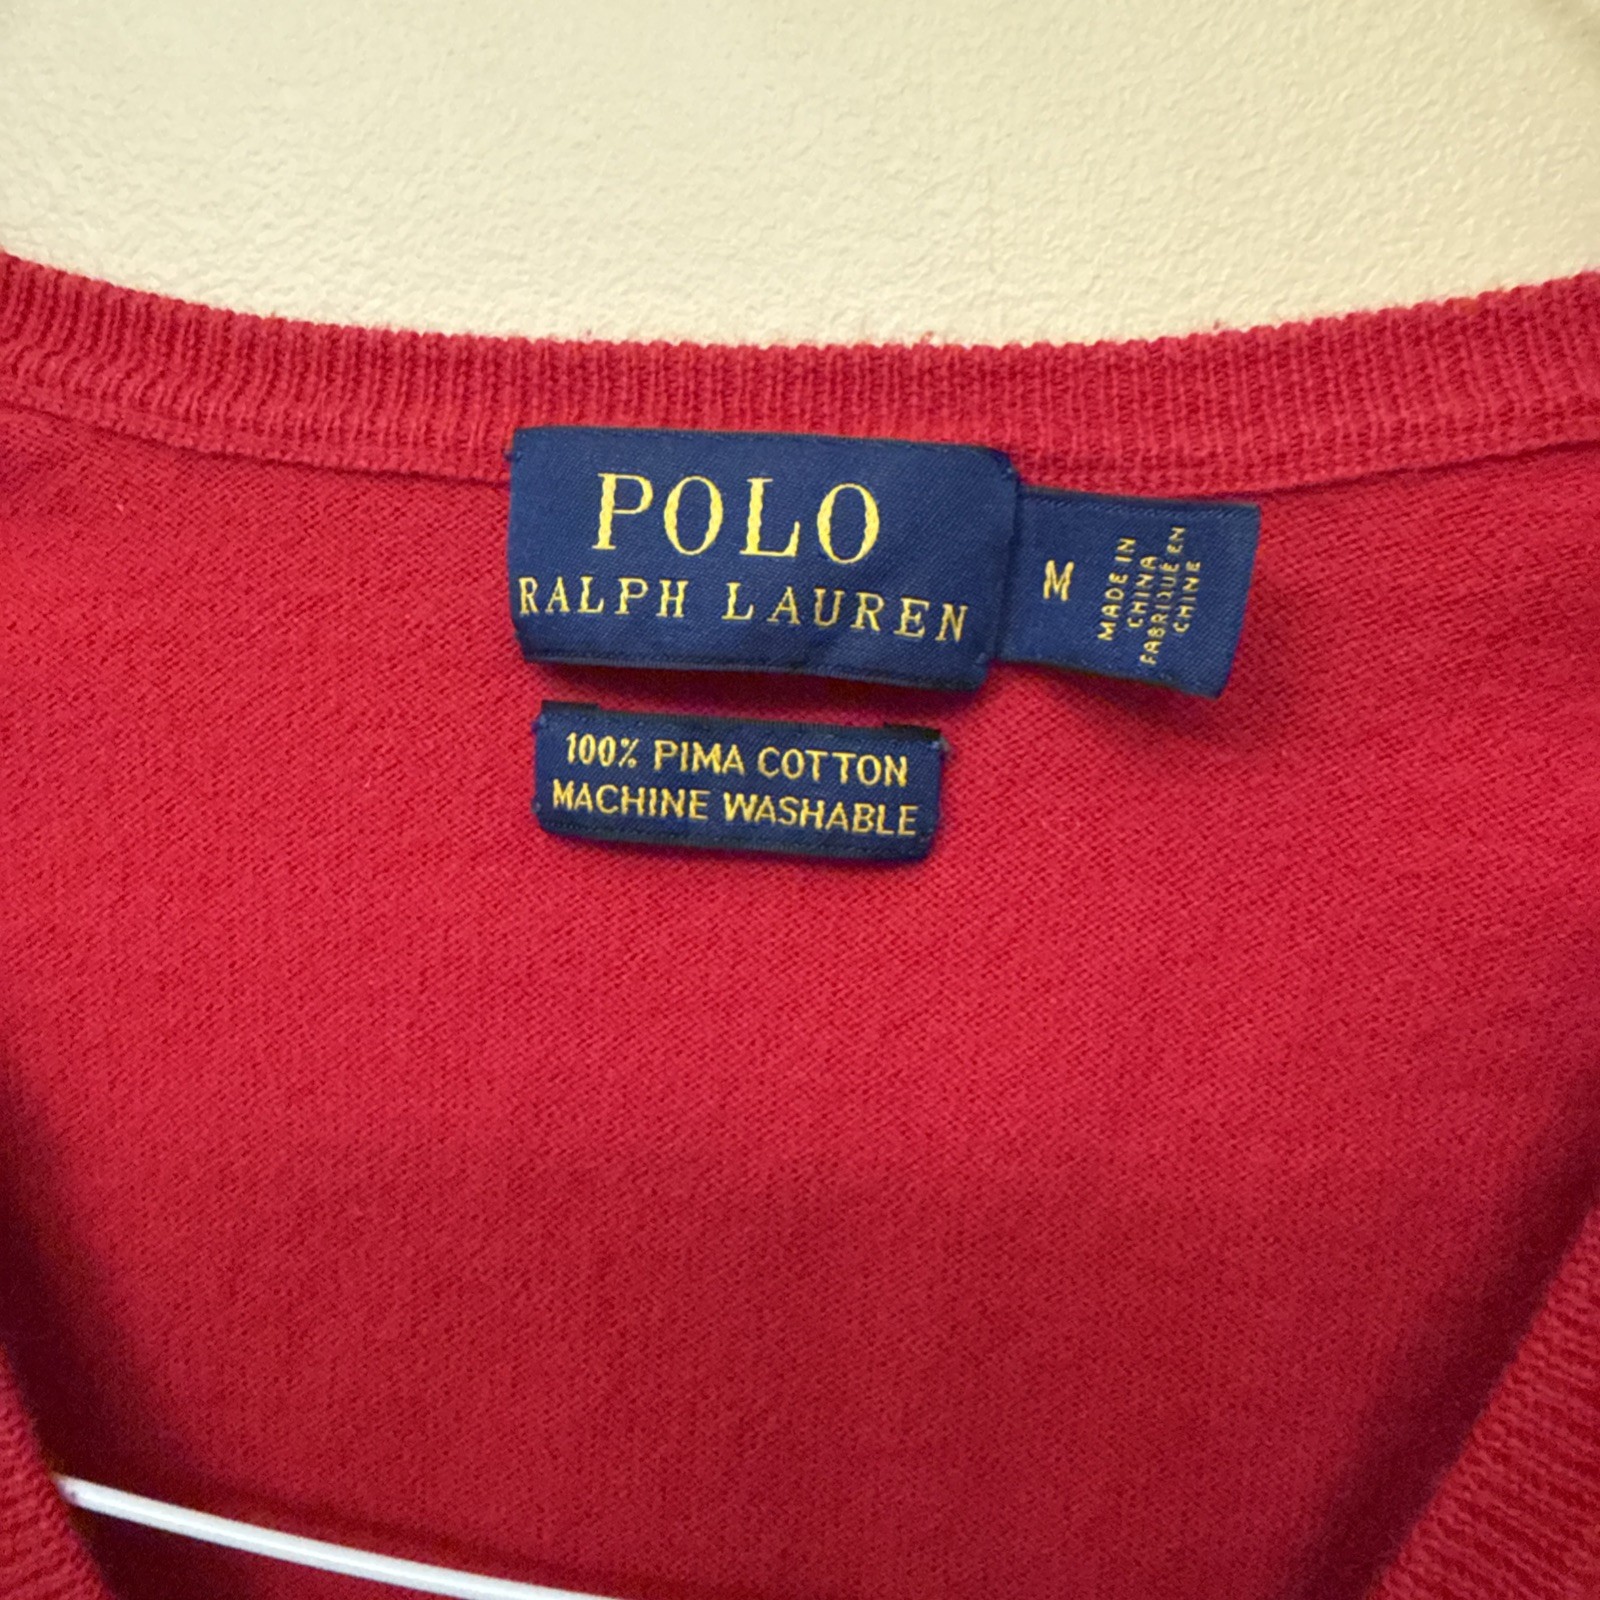 POLO
RALPH LAUREN
M
MADE IN
CHINA
FABRIQUÉ EN
CHINE
100% PIMA COTTON
MACHINE WASHABLE